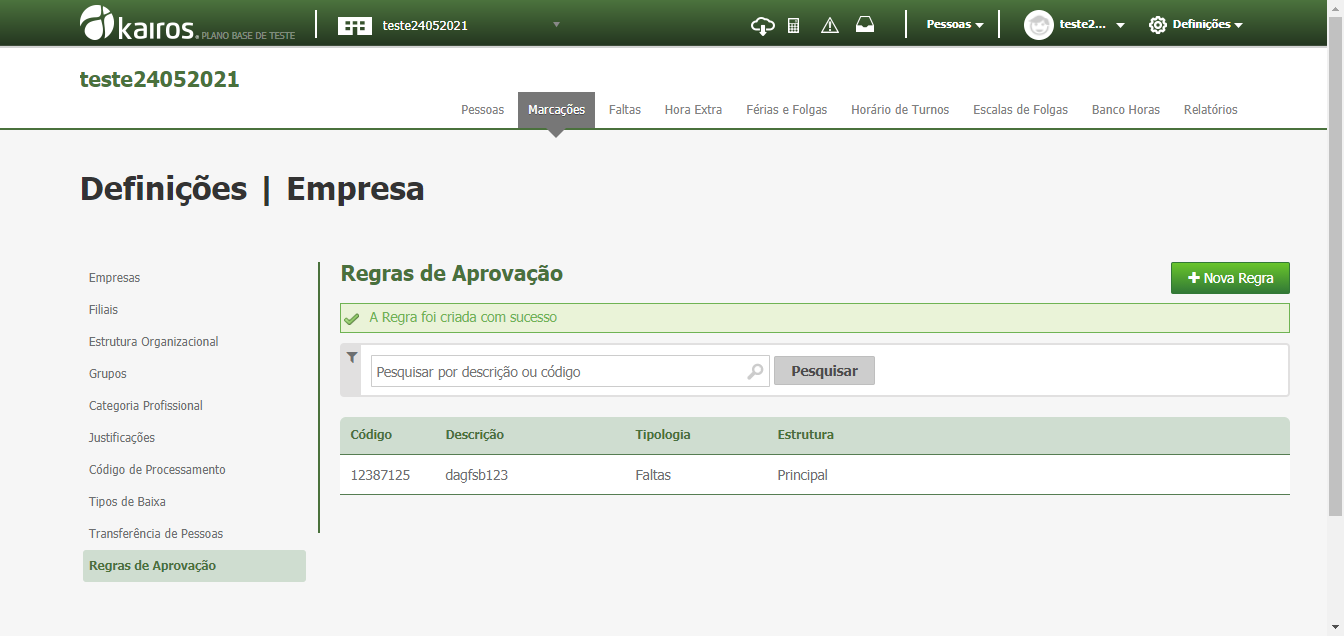 kairos. PLANO BASE DE TESTE
teste24052021
Pessoas
teste2...
Definições
teste24052021
Pessoas
Marcações
Faltas
Hora Extra
Férias e Folgas
Horário de Turnos
Escalas de Folgas
Banco Horas
Relatórios
Definições | Empresa
Empresas
Filiais
Estrutura Organizacional
Grupos
Categoria Profissional
Justificações
Código de Processamento
Tipos de Baixa
Transferência de Pessoas
Regras de Aprovação
Regras de Aprovação
Nova Regra
A Regra foi criada com sucesso
Pesquisar por descrição ou código
Pesquisar
Código Descrição Tipologia Estrutura
12387125 dagfsb123 Faltas Principal